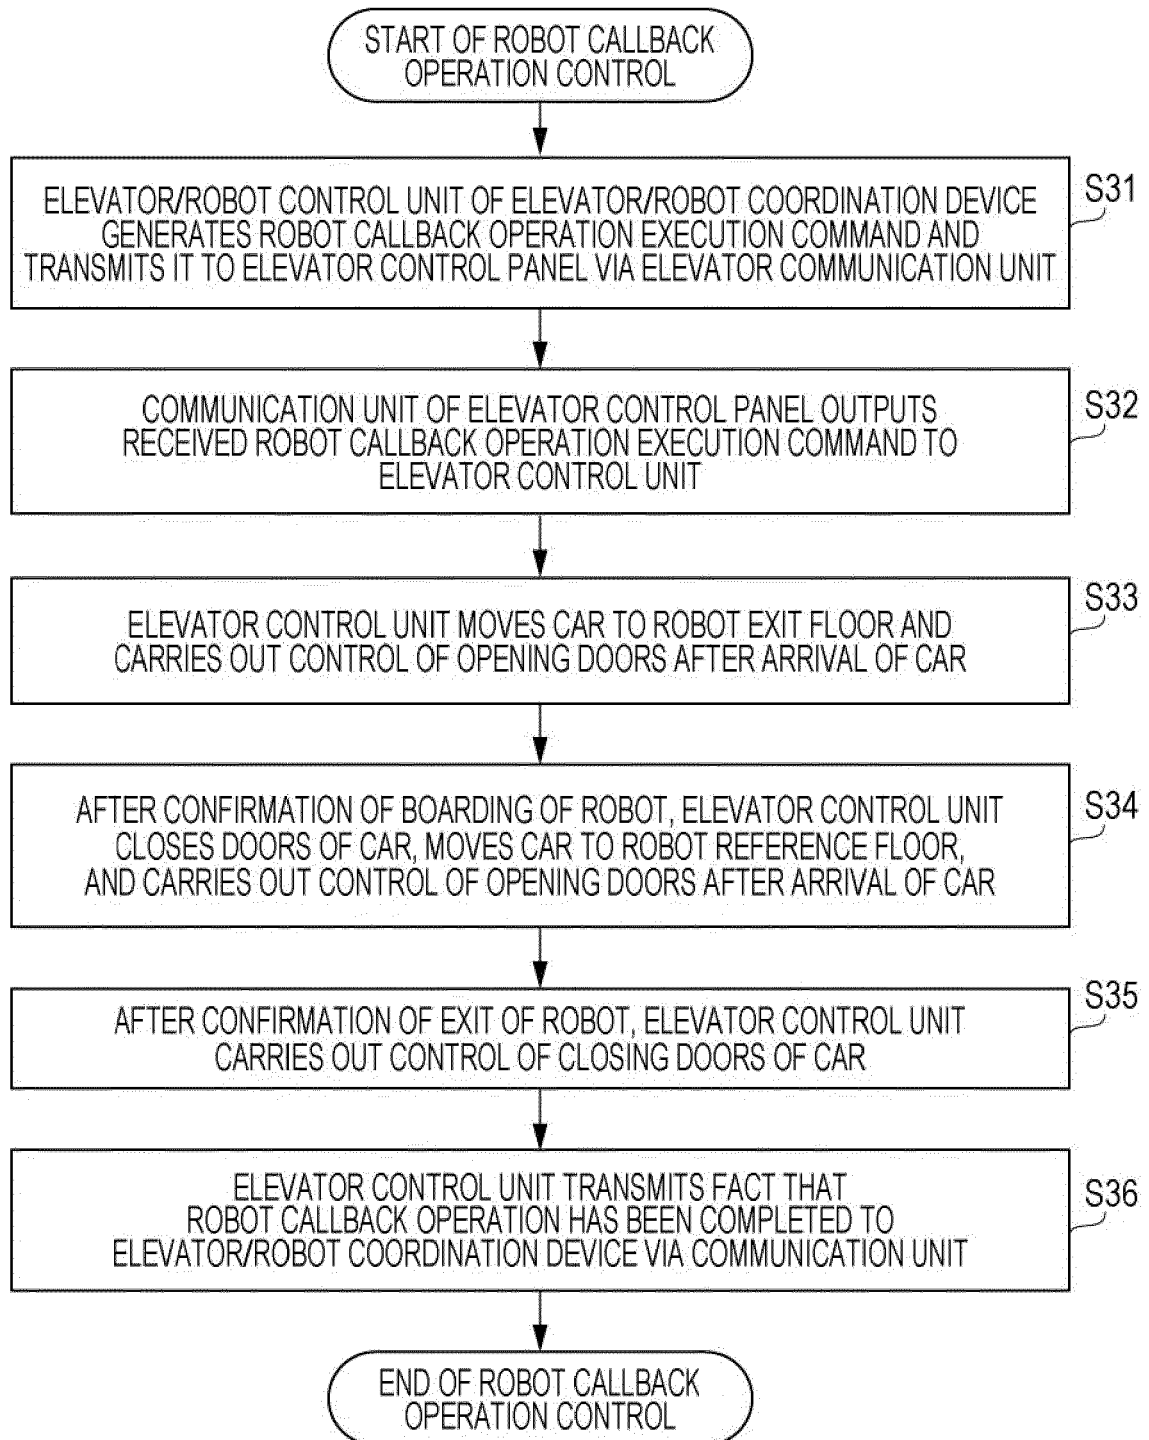 START OF ROBOT CALLBACK
OPERATION CONTROL
S31
ELEVATOR/ROBOT CONTROL UNIT OF ELEVATOR/ROBOT COORDINATION DEVICE
GENERATES ROBOT CALLBACK OPERATION EXECUTION COMMAND AND
TRANSMITS IT TO ELEVATOR CONTROL PANEL VIA ELEVATOR COMMUNICATION UNIT
S32
COMMUNICATION UNIT OF ELEVATOR CONTROL PANEL OUTPUTS
RECEIVED ROBOT CALLBACK OPERATION EXECUTION COMMAND TO
ELEVATOR CONTROL UNIT
S33
ELEVATOR CONTROL UNIT MOVES CAR TO ROBOT EXIT FLOOR AND
CARRIES OUT CONTROL OF OPENING DOORS AFTER ARRIVAL OF CAR
S34
AFTER CONFIRMATION OF BOARDING OF ROBOT, ELEVATOR CONTROL UNIT
CLOSES DOORS OF CAR, MOVES CAR TO ROBOT REFERENCE FLOOR,
AND CARRIES OUT CONTROL OF OPENING DOORS AFTER ARRIVAL OF CAR
S35
AFTER CONFIRMATION OF EXIT OF ROBOT, ELEVATOR CONTROL UNIT
CARRIES OUT CONTROL OF CLOSING DOORS OF CAR
S36
ELEVATOR CONTROL UNIT TRANSMITS FACT THAT
ROBOT CALLBACK OPERATION HAS BEEN COMPLETED TO
ELEVATOR/ROBOT COORDINATION DEVICE VIA COMMUNICATION UNIT
END OF ROBOT CALLBACK
OPERATION CONTROL